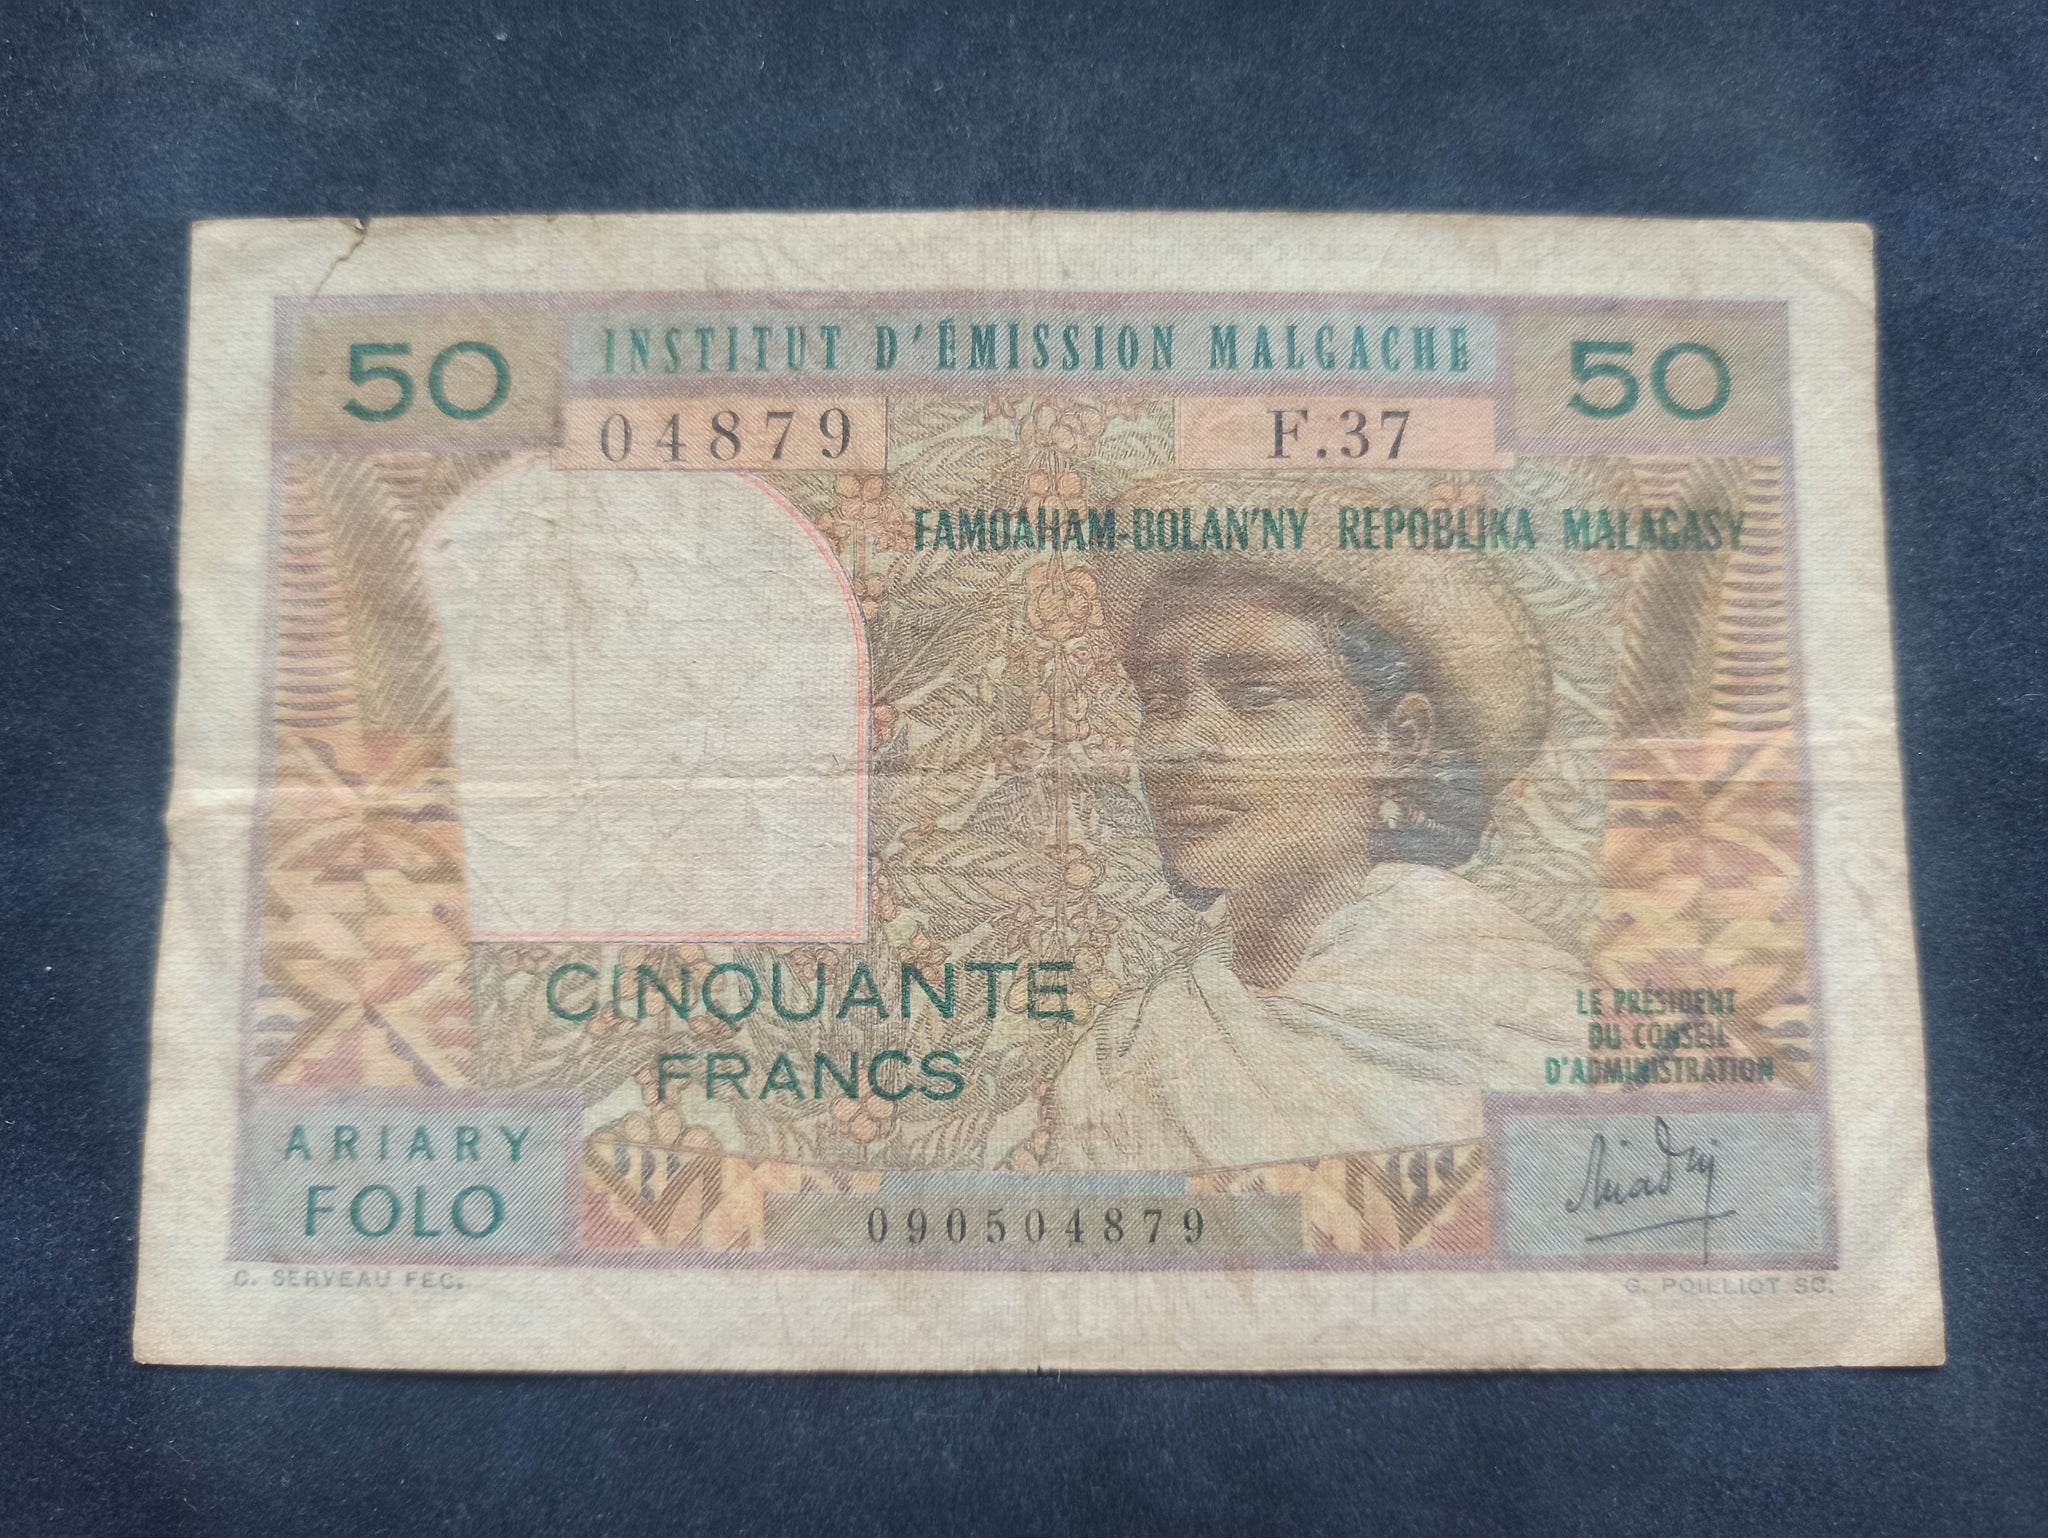 50 INSTITUT D'ÉMISSION MALGACHE 50
04879 F.37
FAMOAHAM-BOLAN'NY REPOBLIKA MALAGASY
CINQUANTE
FRANCS
LE PRÉSIDENT
DU CONSEIL
D'ADMINISTRATION
ARIARY
FOLO
090504879
C. SERVEAU FEC.
G. POILLIOT SC.